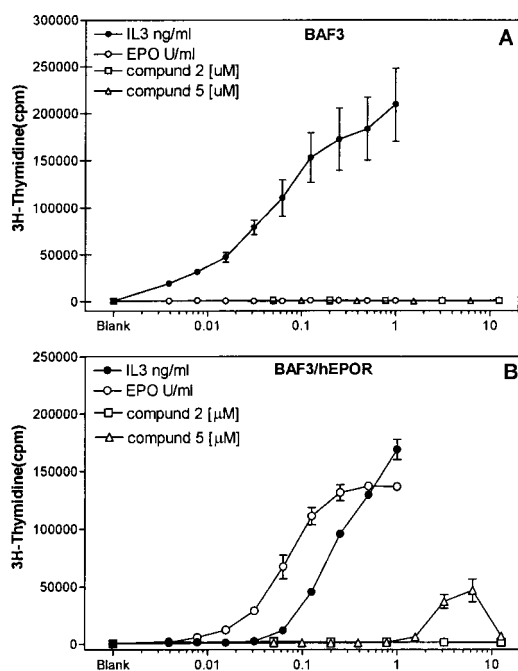 BAF3
A
IL3 ng/ml
EPO U/ml
compund 2 [uM]
compund 5 [uM]
3H-Thymidine(cpm)
300000
250000
200000
150000
100000
50000
0
Blank
0.01
0.1
1
10
BAF3/hEPOR
B
IL3 ng/ml
EPO U/ml
compund 2 [µM]
compund 5 [µM]
3H-Thymidine(cpm)
250000
200000
150000
100000
50000
0
Blank
0.01
0.1
1
10